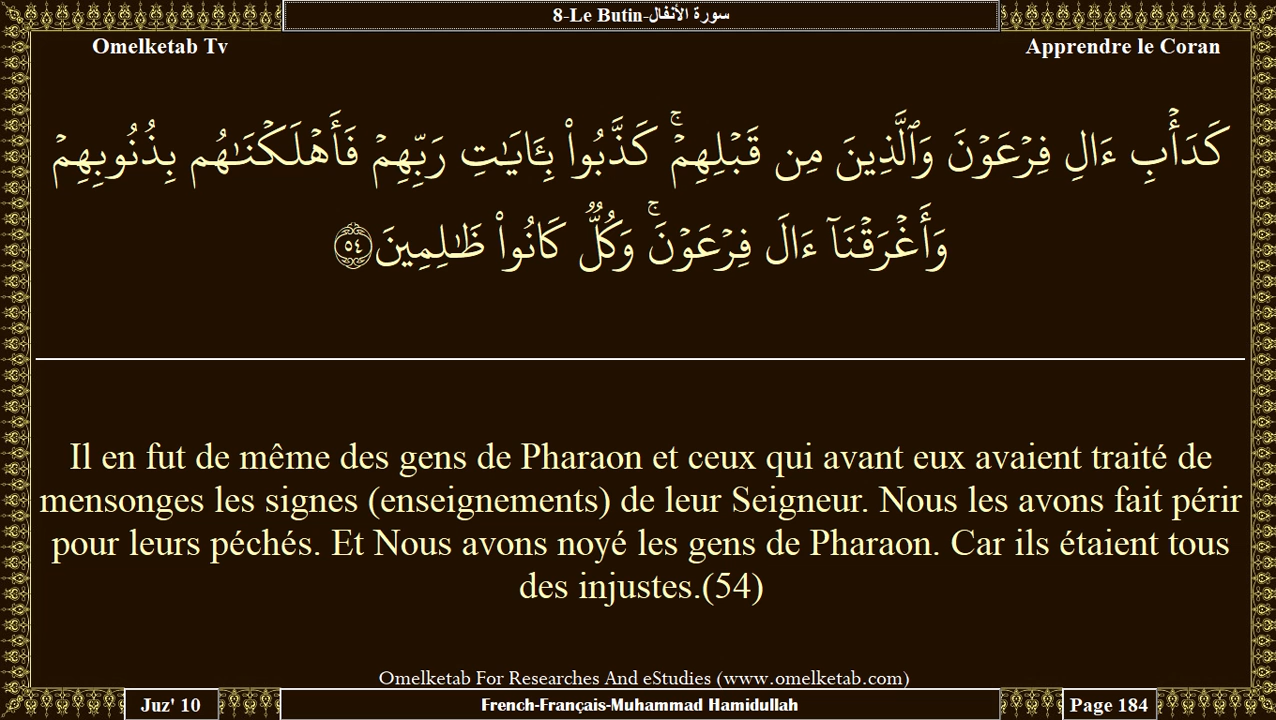 8-Le Butin-سورة الأنفال
Omelketab Tv
Apprendre le Coran
كَدَأْبِ ءَالِ فِرْعَوْنَ وَٱلَّذِينَ مِن قَبْلِهِمْ ۚ كَذَّبُوا۟ بِـَٔايَـٰتِ رَبِّهِمْ فَأَهْلَكْنَـٰهُم بِذُنُوبِهِمْ
وَأَغْرَقْنَآ ءَالَ فِرْعَوْنَ ۚ وَكُلٌّ كَانُوا۟ ظَـٰلِمِينَ ٥٤
Il en fut de même des gens de Pharaon et ceux qui avant eux avaient traité de
mensonges les signes (enseignements) de leur Seigneur. Nous les avons fait périr
pour leurs péchés. Et Nous avons noyé les gens de Pharaon. Car ils étaient tous
des injustes.(54)
Omelketab For Researches And eStudies (www.omelketab.com)
Juz' 10
French-Français-Muhammad Hamidullah
Page 184